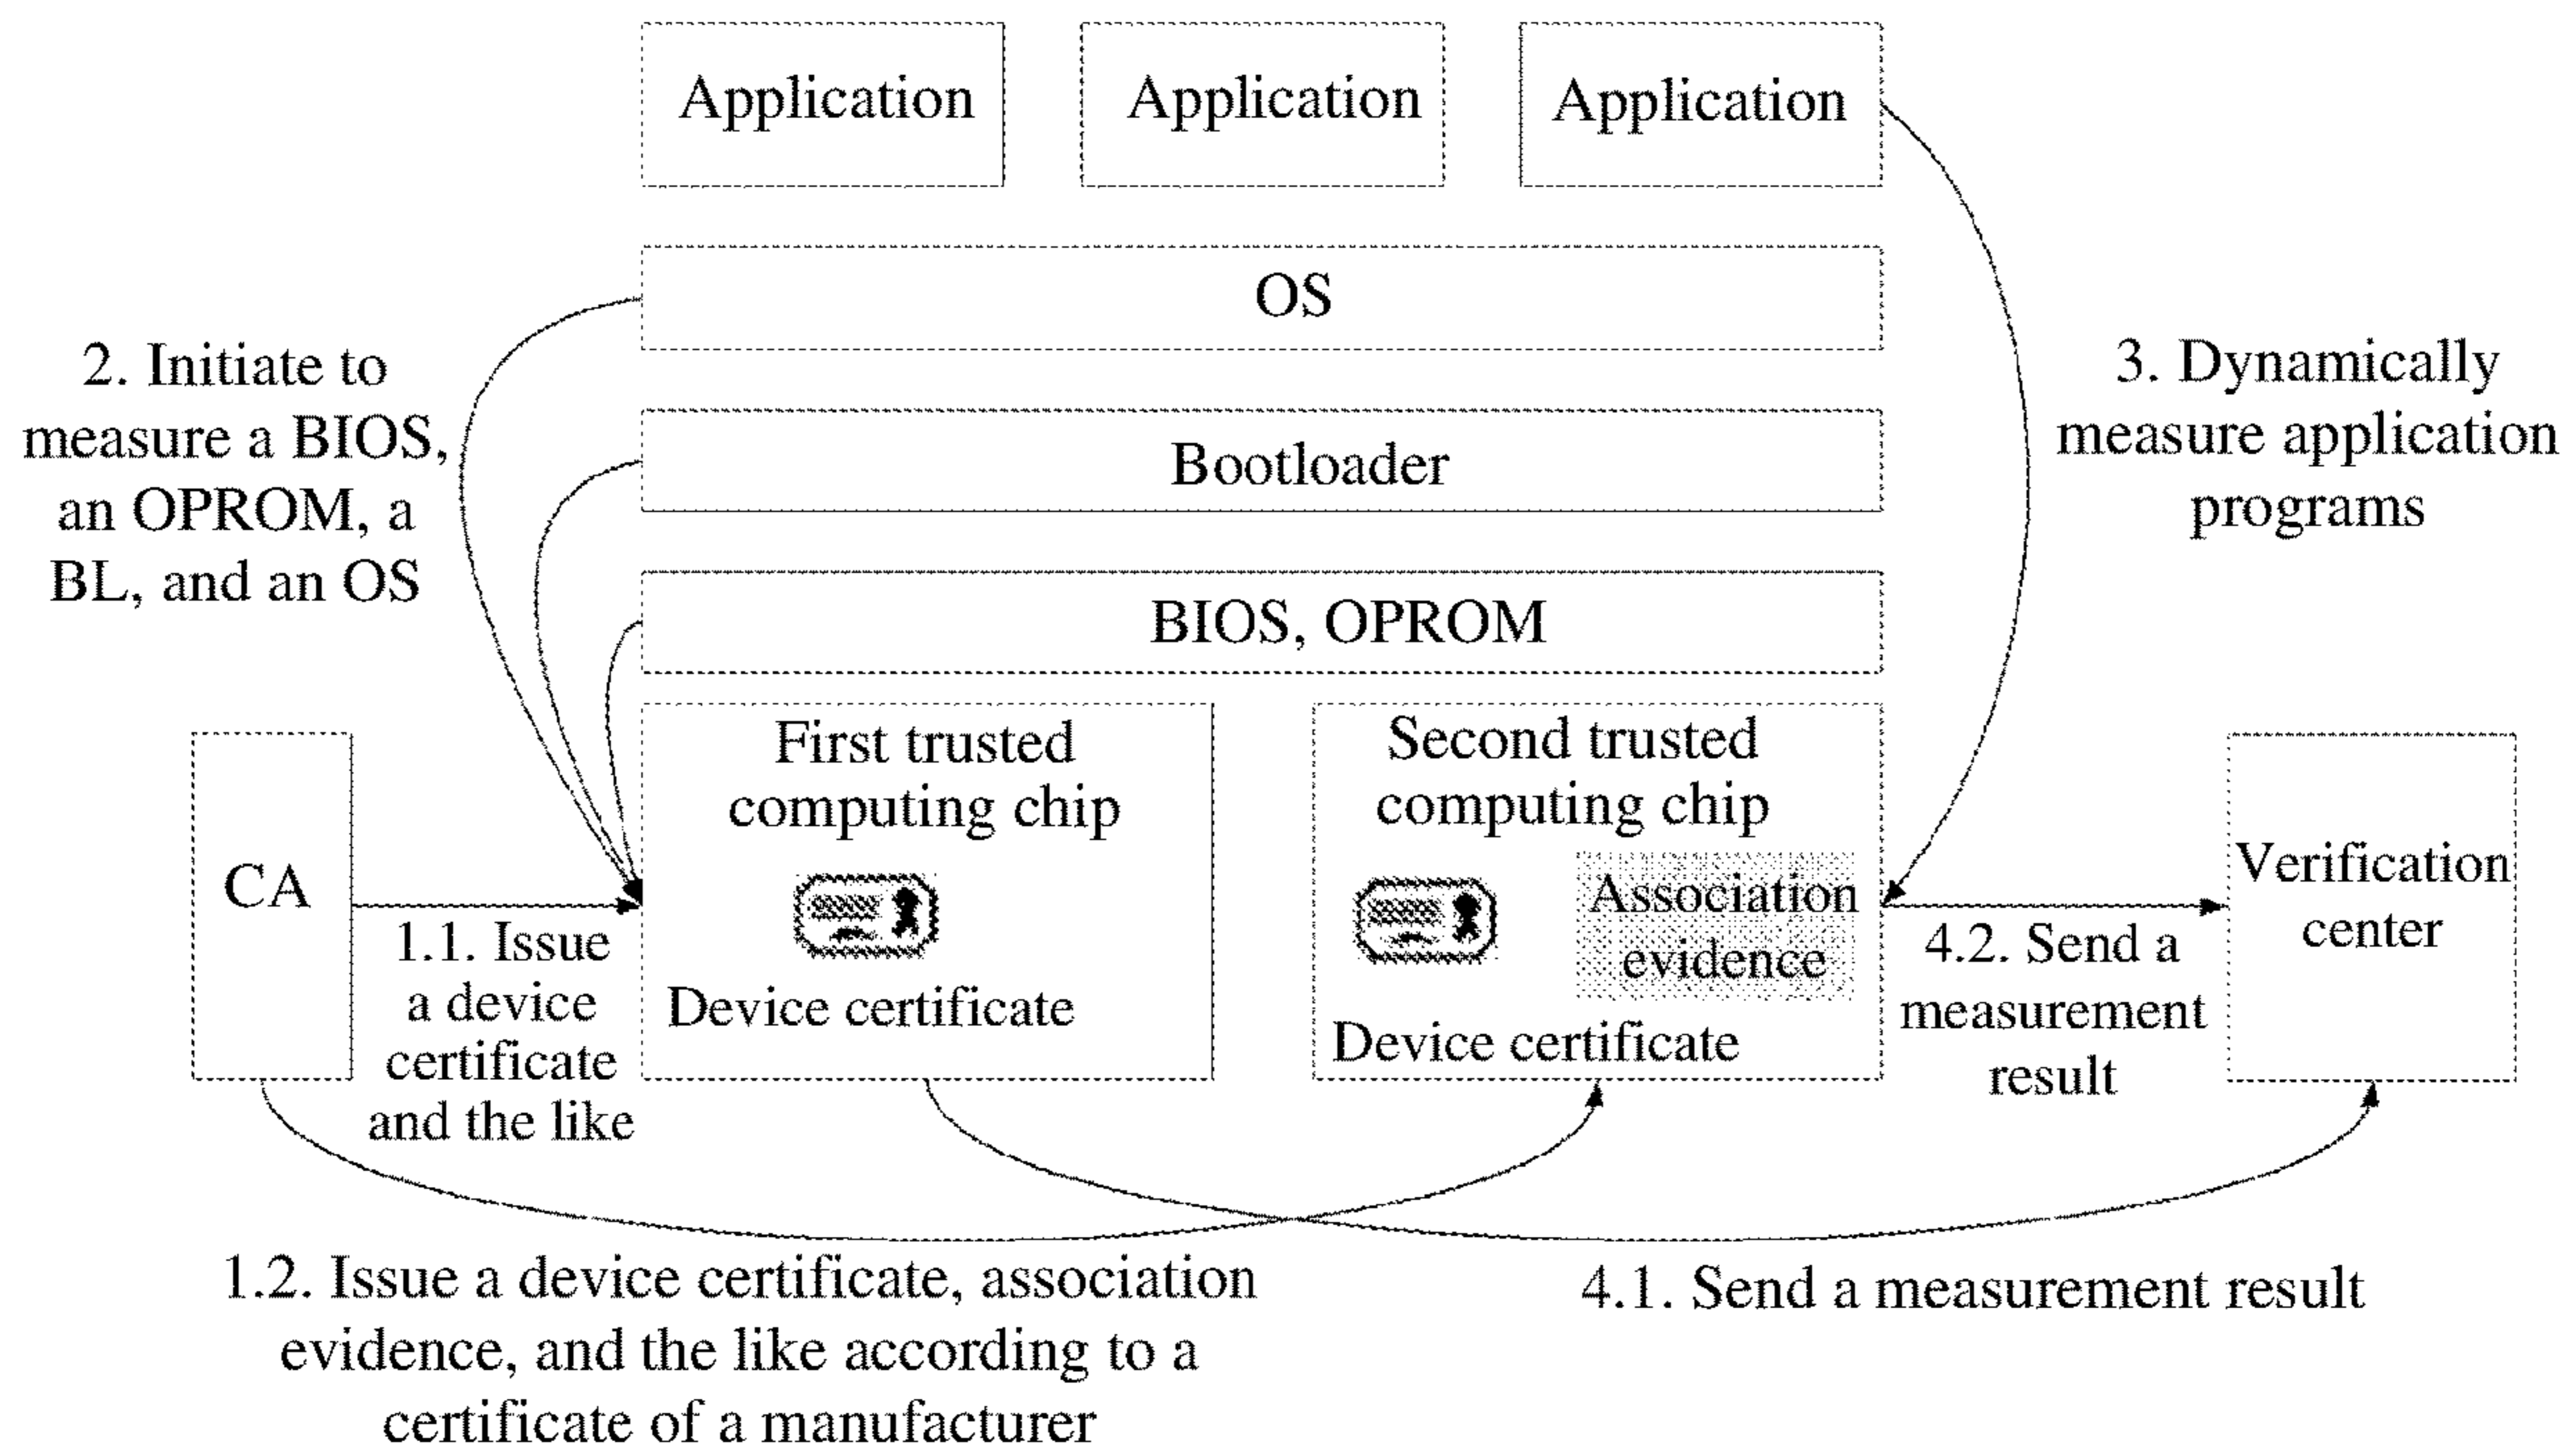 Application
Application
Application
OS
2. Initiate to
measure a BIOS,
an OPROM, a
BL, and an OS
3. Dynamically
measure application
programs
Bootloader
BIOS, OPROM
CA
1.1. Issue
a device
certificate
and the like
First trusted
computing chip
Device certificate
Second trusted
computing chip
Association
evidence
Device certificate
4.2. Send a
measurement
result
Verification
center
1.2. Issue a device certificate, association
evidence, and the like according to a
certificate of a manufacturer
4.1. Send a measurement result